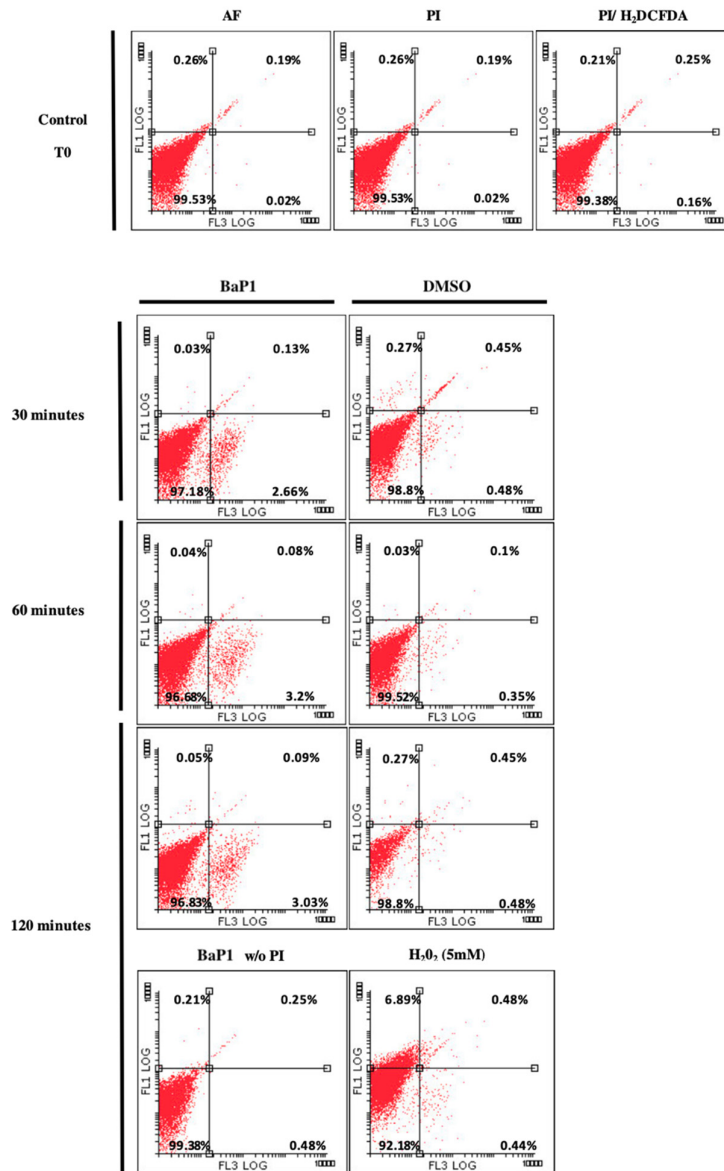 AF PI PI/ H₂DCFDA
0.26% 0.19% 0.26% 0.19% 0.21% 0.25%
Control
T0
FL1 LOG FL1 LOG FL1 LOG
99.53% 0.02% 99.53% 0.02% 99.38% 0.16%
FL3 LOG FL3 LOG FL3 LOG
BaP1 DMSO
0.03% 0.13% 0.27% 0.45%
30 minutes
FL1 LOG FL1 LOG
97.18% 2.66% 98.8% 0.48%
FL3 LOG FL3 LOG
0.04% 0.08% 0.03% 0.1%
60 minutes
FL1 LOG FL1 LOG
96.68% 3.2% 99.52% 0.35%
FL3 LOG FL3 LOG
0.05% 0.09% 0.27% 0.45%
FL1 LOG FL1 LOG
96.83% 3.03% 98.8% 0.48%
FL3 LOG FL3 LOG
120 minutes
BaP1 w/o PI H₂0₂ (5mM)
0.21% 0.25% 6.89% 0.48%
FL1 LOG FL1 LOG
99.38% 0.48% 92.18% 0.44%
FL3 LOG FL3 LOG